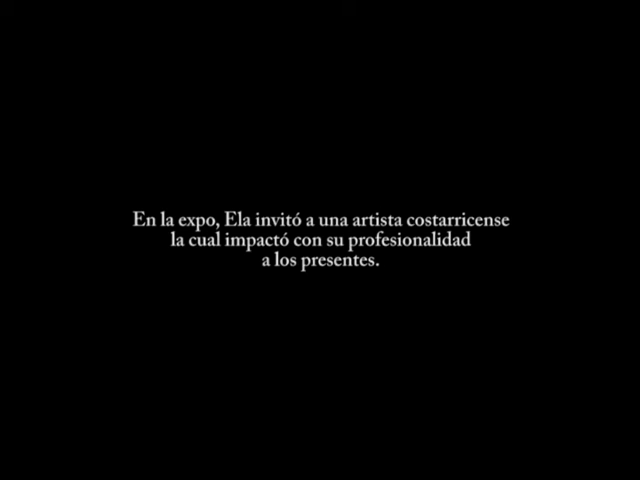 En la expo, Ela invitó a una artista costarricense
la cual impactó con su profesionalidad
a los presentes.